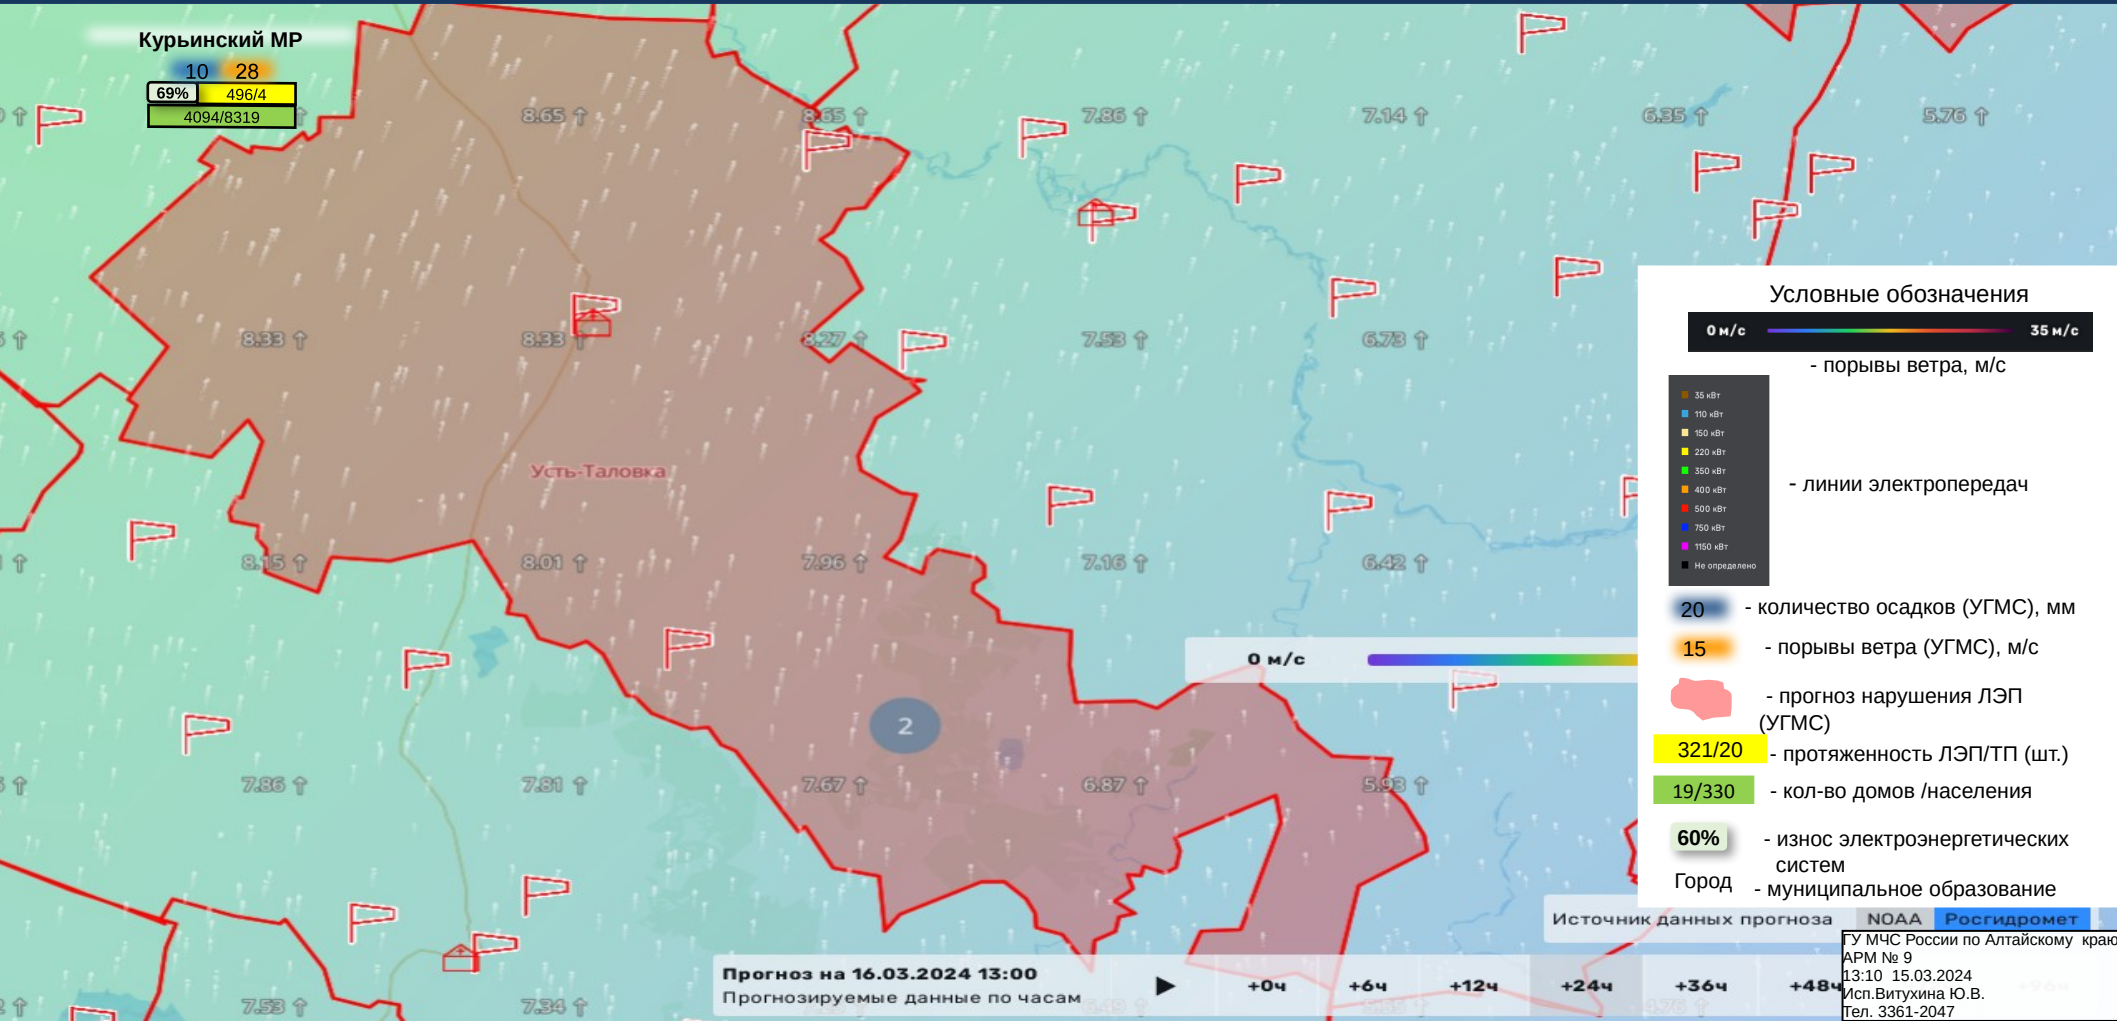 Курьинский МР
10 28
69% 496/4
4094/8319
8.65 ↑ 8.65 ↑ 7.86 ↑ 7.14 ↑ 6.35 ↑ 5.76 ↑
Условные обозначения
0 м/с 35 м/с
- порывы ветра, м/с
8.33 ↑ 8.33 ↑ 8.27 ↑ 7.53 ↑ 6.73 ↑
35 кВт
110 кВт
150 кВт
220 кВт
350 кВт
400 кВт
500 кВт
750 кВт
1150 кВт
Не определено
- линии электропередач
Усть-Таловка
8.15 ↑ 8.01 ↑ 7.96 ↑ 7.16 ↑ 6.42 ↑
20 - количество осадков (УГМС), мм
15 - порывы ветра (УГМС), м/с
0 м/с
- прогноз нарушения ЛЭП
(УГМС)
2
321/20 - протяженность ЛЭП/ТП (шт.)
7.86 ↑ 7.81 ↑ 7.67 ↑ 6.87 ↑ 5.93 ↑
19/330 - кол-во домов /населения
60% - износ электроэнергетических
систем
Город - муниципальное образование
Источник данных прогноза NOAA Росгидромет
ГУ МЧС России по Алтайскому краю
АРМ № 9
13:10 15.03.2024
Исп.Витухина Ю.В.
Тел. 3361-2047
Прогноз на 16.03.2024 13:00
Прогнозируемые данные по часам
▶ +0ч +6ч +12ч +24ч +36ч +48ч
7.53 ↑ 7.34 ↑